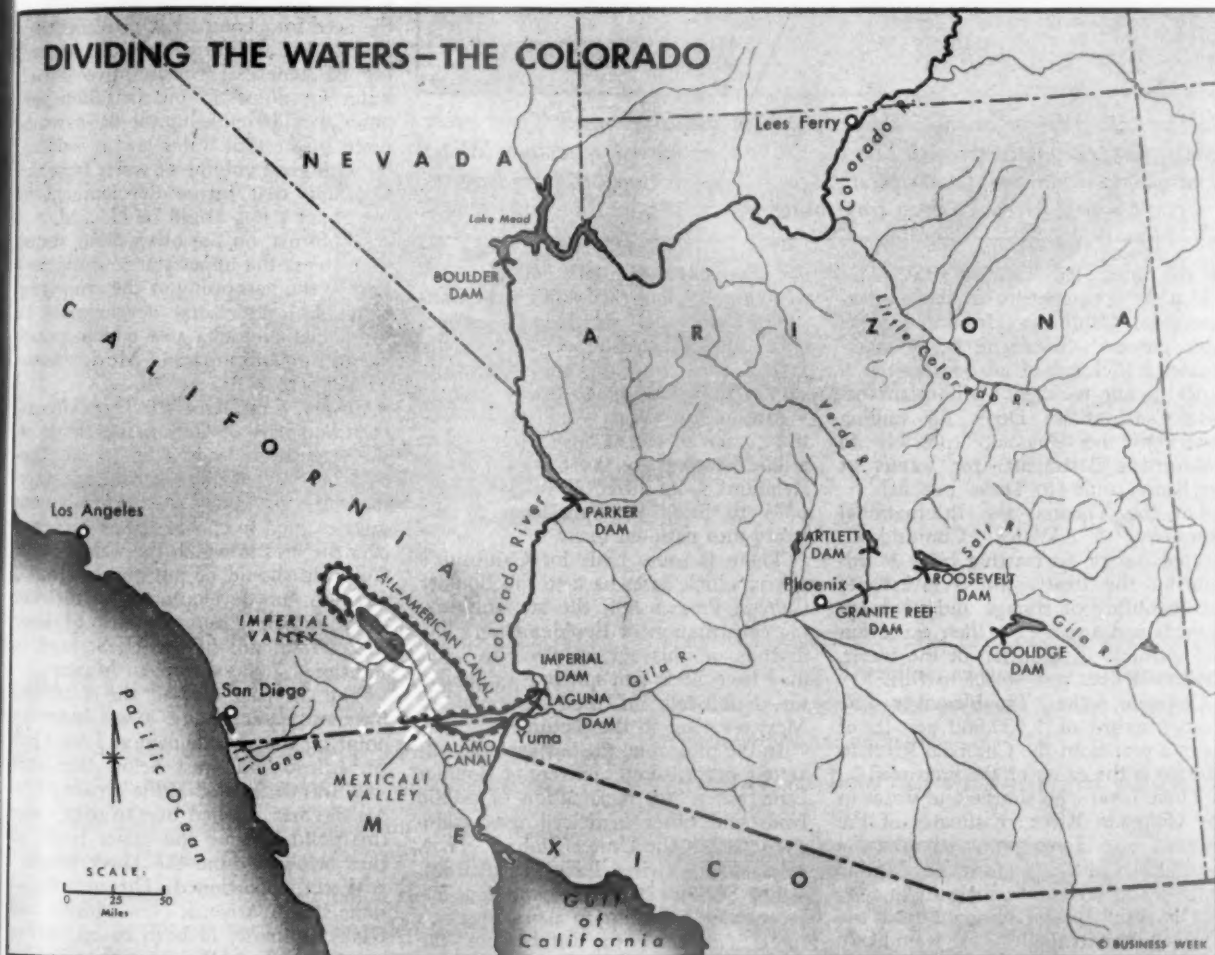 DIVIDING THE WATERS—THE COLORADO
Lees Ferry
Colorado R.
NEVADA
Lake Mead
BOULDER
DAM
CALIFORNIA
ARIZONA
Little Colorado R.
Verde R.
Los Angeles
Colorado River
PARKER
DAM
BARTLETT
DAM
Salt R.
ROOSEVELT
DAM
Phoenix
GRANITE REEF
DAM
Gila R.
COOLIDGE
DAM
All-AMERICAN CANAL
IMPERIAL
VALLEY
IMPERIAL
DAM
LAGUNA
DAM
Gila R.
San Diego
Yuma
ALAMO
CANAL
Tijuana R.
MEXICALI
VALLEY
Pacific Ocean
MEXICO
SCALE:
0 25 50
Miles
Gulf
of
California
© BUSINESS WEEK